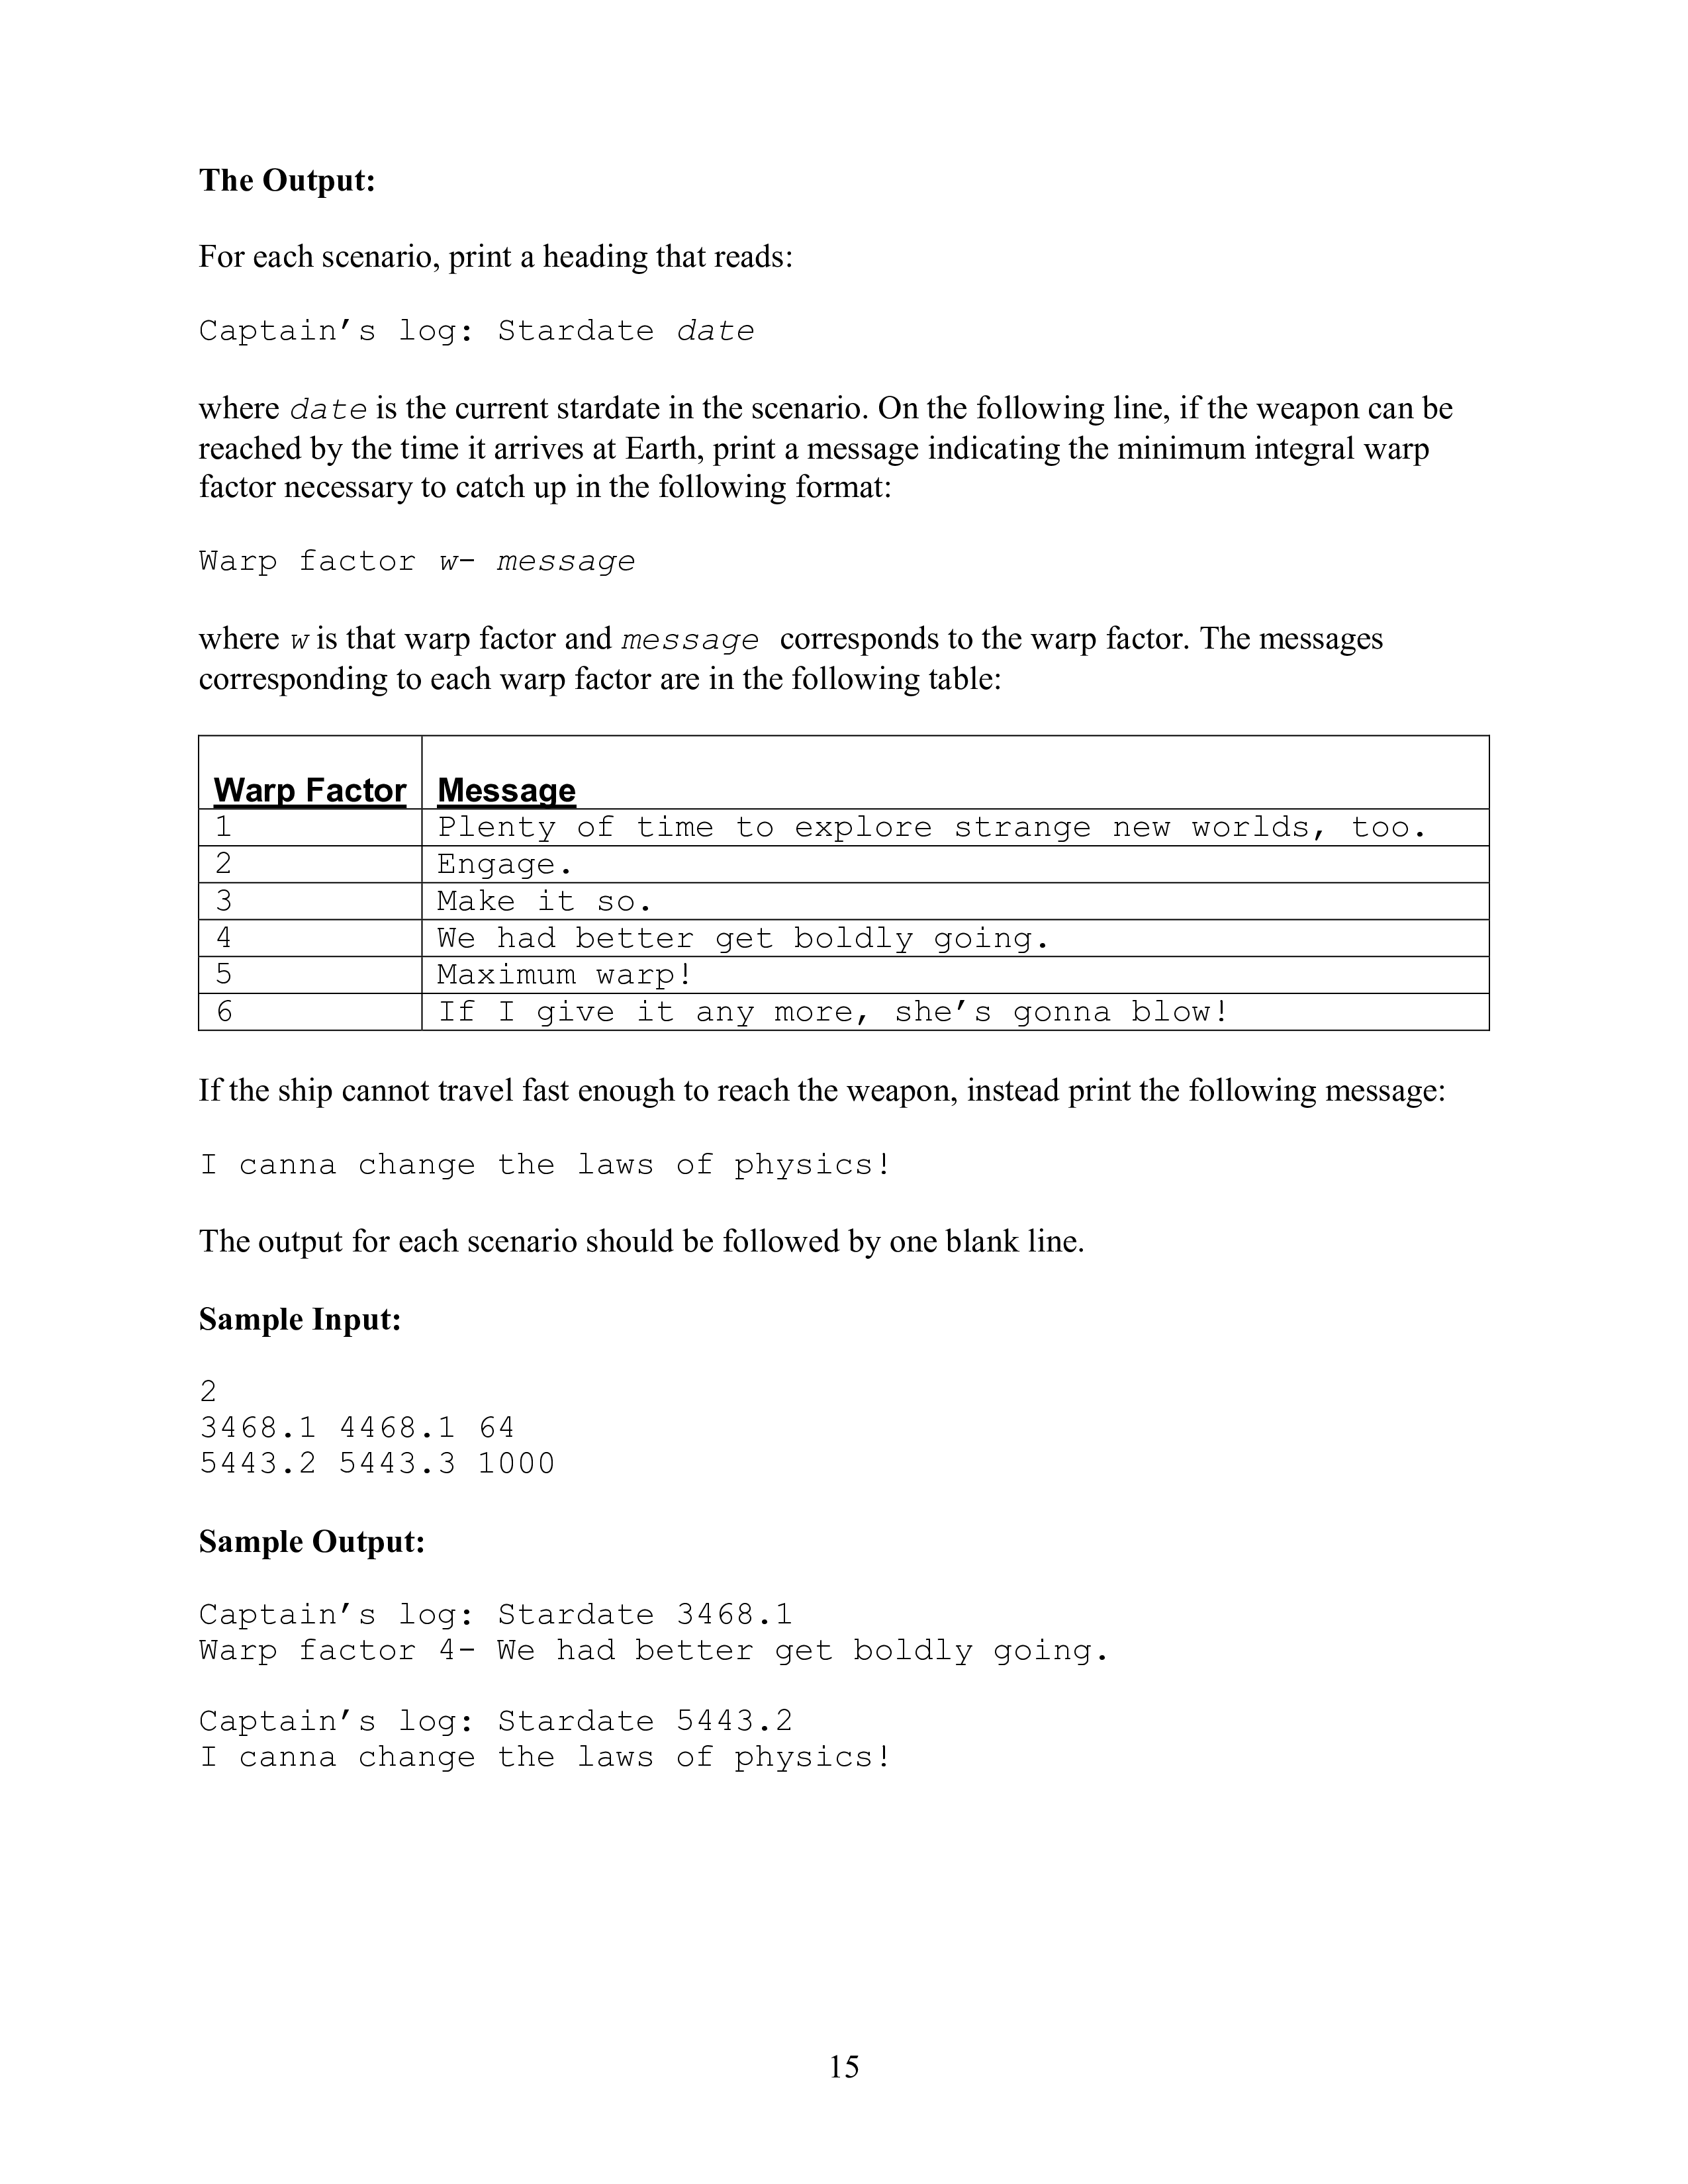 The Output:
For each scenario, print a heading that reads:
Captain’s log: Stardate date
where date is the current stardate in the scenario. On the following line, if the weapon can be
reached by the time it arrives at Earth, print a message indicating the minimum integral warp
factor necessary to catch up in the following format:
Warp factor w- message
where w is that warp factor and message corresponds to the warp factor. The messages
corresponding to each warp factor are in the following table:
Warp Factor Message
1 Plenty of time to explore strange new worlds, too.
2 Engage.
3 Make it so.
4 We had better get boldly going.
5 Maximum warp!
6 If I give it any more, she’s gonna blow!
If the ship cannot travel fast enough to reach the weapon, instead print the following message:
I canna change the laws of physics!
The output for each scenario should be followed by one blank line.
Sample Input:
2
3468.1 4468.1 64
5443.2 5443.3 1000
Sample Output:
Captain’s log: Stardate 3468.1
Warp factor 4- We had better get boldly going.
Captain’s log: Stardate 5443.2
I canna change the laws of physics!
15